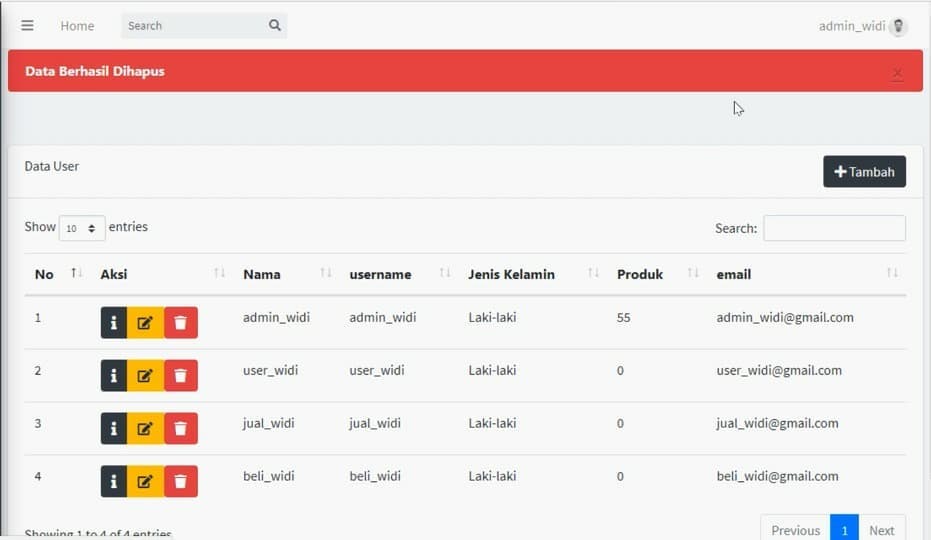 Home Search admin_widi
Data Berhasil Dihapus ×
Data User Tambah
Show 10 entries Search:
No Aksi Nama username Jenis Kelamin Produk email
1 admin_widi admin_widi Laki-laki 55 admin_widi@gmail.com
2 user_widi user_widi Laki-laki 0 user_widi@gmail.com
3 jual_widi jual_widi Laki-laki 0 jual_widi@gmail.com
4 beli_widi beli_widi Laki-laki 0 beli_widi@gmail.com
Showing 1 to 4 of 4 entries Previous 1 Next